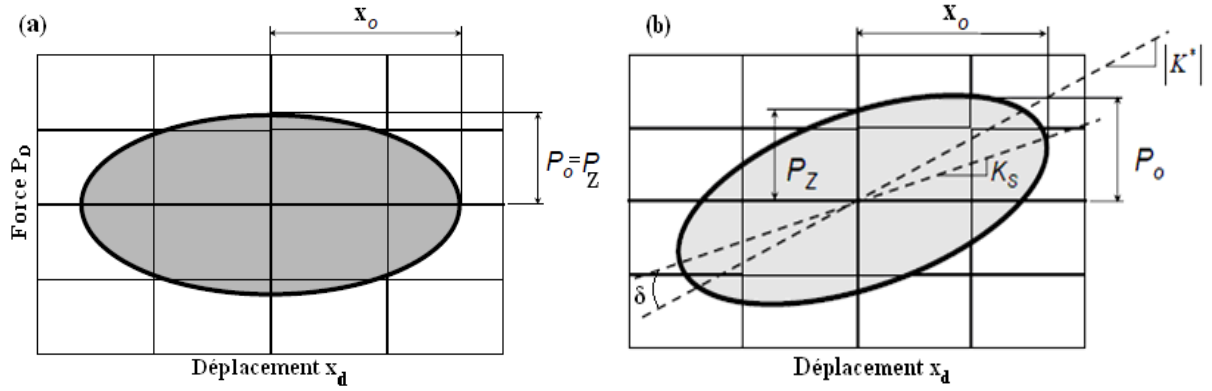 (a)
x_o
Force P_D
P_o=P_Z
Déplacement x_d
(b)
x_o
|K*|
P_Z
K_S
P_o
δ
Déplacement x_d